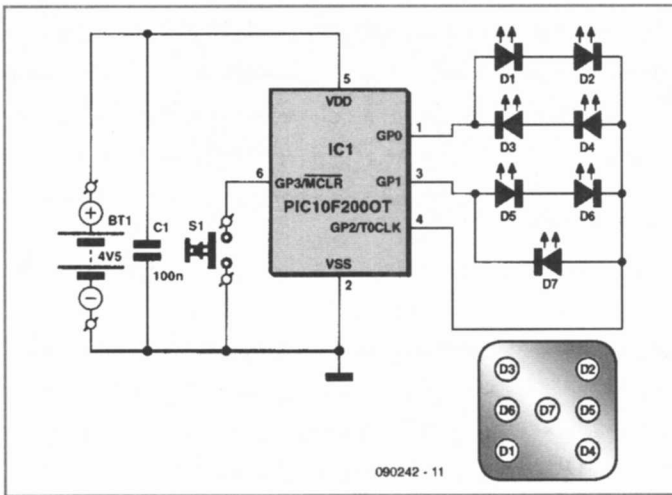 D1 D2
5
VDD
GP0 1
D3 D4
IC1
6 GP3/MCLR
GP1 3
BT1
C1
S1
PIC10F200OT
D5 D6
GP2/T0CLK 4
4V5
100n
VSS
2
D7
D3 D2
D6 D7 D5
D1 D4
090242 - 11